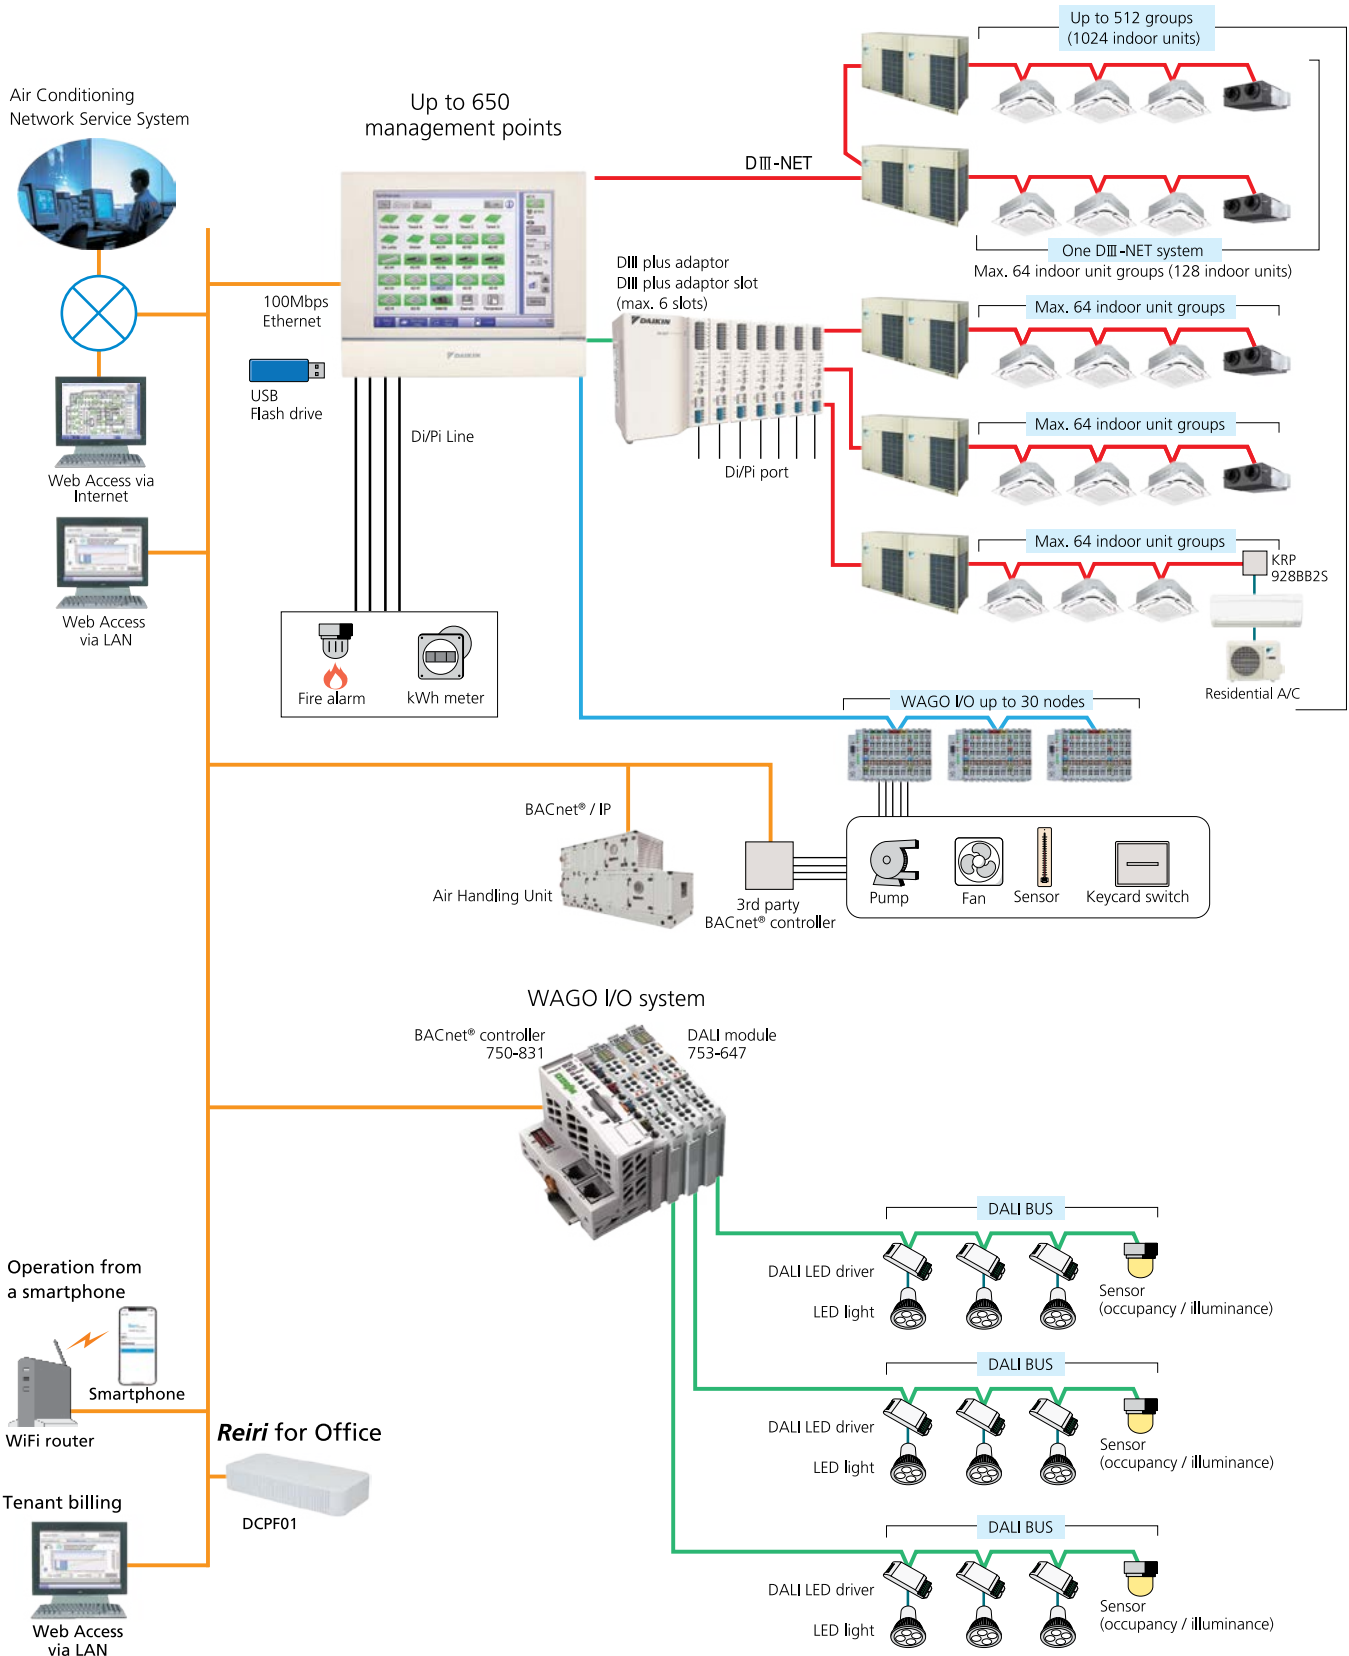 Up to 512 groups
(1024 indoor units)
Air Conditioning
Network Service System
Up to 650
management points
DⅢ-NET
One DⅢ-NET system
Max. 64 indoor unit groups (128 indoor units)
DⅢ plus adaptor
DⅢ plus adaptor slot
(max. 6 slots)
100Mbps
Ethernet
DAIKIN
DAIKIN
USB
Flash drive
Di/Pi Line
Di/Pi port
Max. 64 indoor unit groups
Max. 64 indoor unit groups
Max. 64 indoor unit groups
KRP
928BB2S
Residential A/C
Web Access via
Internet
Web Access
via LAN
Fire alarm
kWh meter
WAGO I/O up to 30 nodes
BACnet® / IP
Air Handling Unit
3rd party
BACnet® controller
Pump
Fan
Sensor
Keycard switch
WAGO I/O system
BACnet® controller
750-831
DALI module
753-647
DALI BUS
DALI LED driver
LED light
Sensor
(occupancy / illuminance)
DALI BUS
DALI LED driver
LED light
Sensor
(occupancy / illuminance)
DALI BUS
DALI LED driver
LED light
Sensor
(occupancy / illuminance)
Operation from
a smartphone
Smartphone
WiFi router
Reiri for Office
DCPF01
Tenant billing
Web Access
via LAN